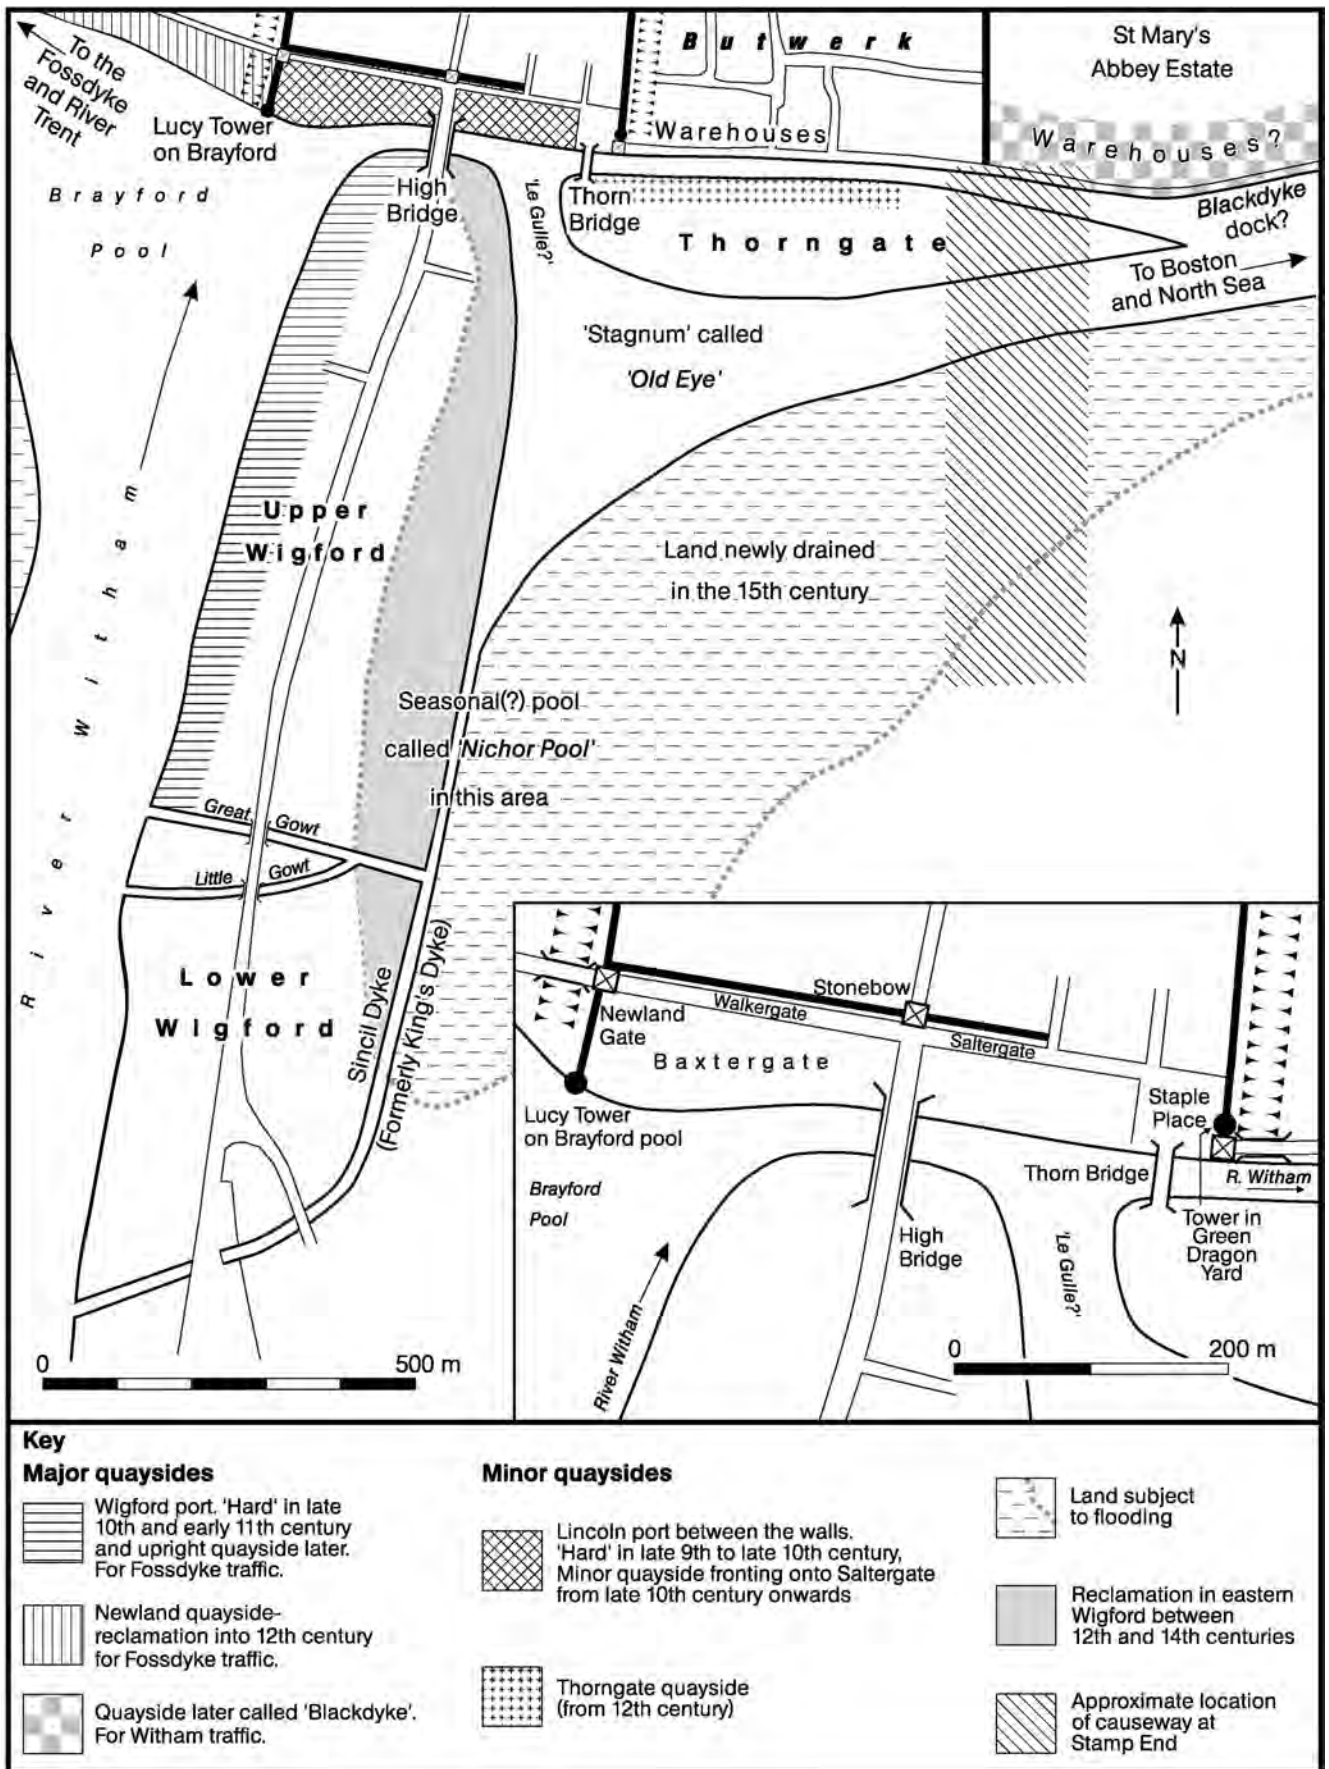 To the
Fossdyke
and River
Trent
Lucy Tower
on Brayford
Brayford
Pool
High
Bridge
'Le Gulle?'
Thorn
Bridge
Butwerk
Warehouses
St Mary's
Abbey Estate
Warehouses?
Blackdyke
dock?
Thorngate
To Boston
and North Sea
'Stagnum' called
'Old Eye'
River Witham
Upper
Wigford
Land newly drained
in the 15th century
N
Seasonal(?) pool
called 'Nichor Pool'
in this area
Great Gowt
Little Gowt
Lower
Wigford
Sincil Dyke
(Formerly King's Dyke)
0 500 m
Stonebow
Newland
Gate
Walkergate
Saltergate
Baxtergate
Lucy Tower
on Brayford pool
Staple
Place
Thorn Bridge
R. Witham
Brayford
Pool
High
Bridge
'Le Gulle?'
Tower in
Green
Dragon
Yard
River Witham
0 200 m
Key
Major quaysides
Wigford port. 'Hard' in late
10th and early 11th century
and upright quayside later.
For Fossdyke traffic.
Newland quayside-
reclamation into 12th century
for Fossdyke traffic.
Quayside later called 'Blackdyke'.
For Witham traffic.
Minor quaysides
Lincoln port between the walls.
'Hard' in late 9th to late 10th century,
Minor quayside fronting onto Saltergate
from late 10th century onwards
Thorngate quayside
(from 12th century)
Land subject
to flooding
Reclamation in eastern
Wigford between
12th and 14th centuries
Approximate location
of causeway at
Stamp End